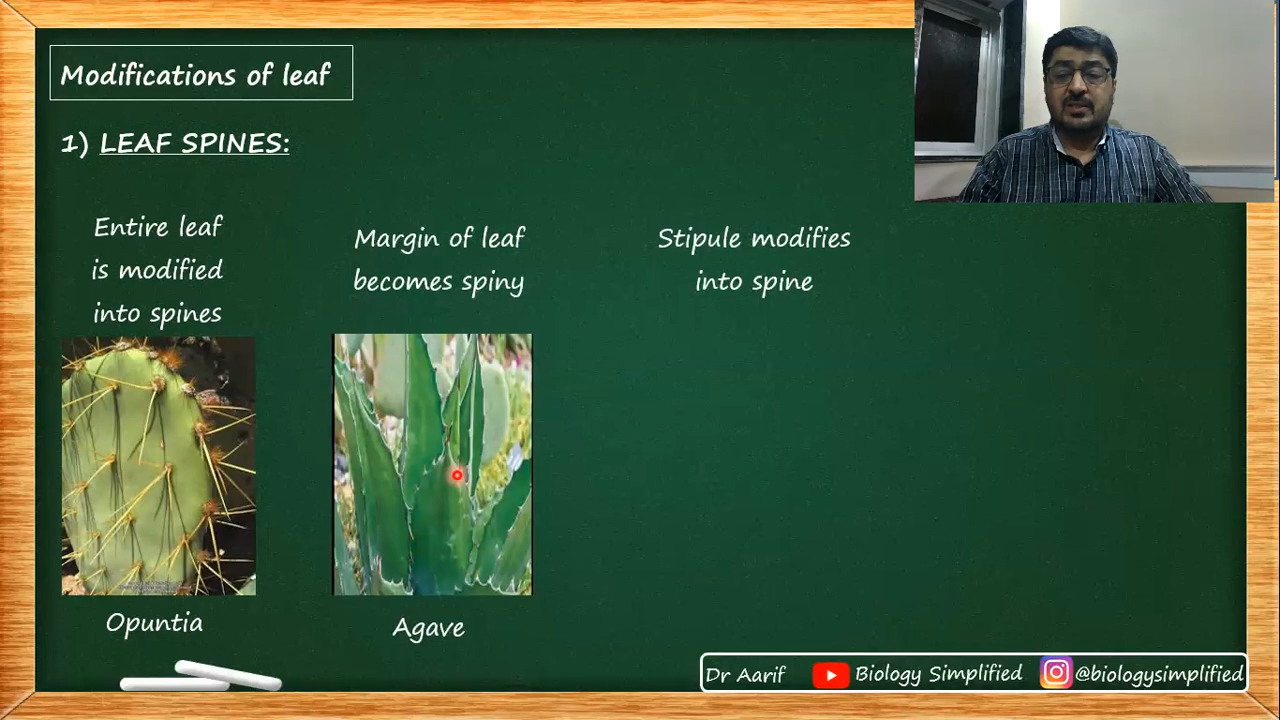 Modifications of leaf
1) LEAF SPINES:
Entire leaf
is modified
into spines
Margin of leaf
becomes spiny
Stipule modifies
into spine
Opuntia
Agave
Dr Aarif Biology Simplified @biologysimplified